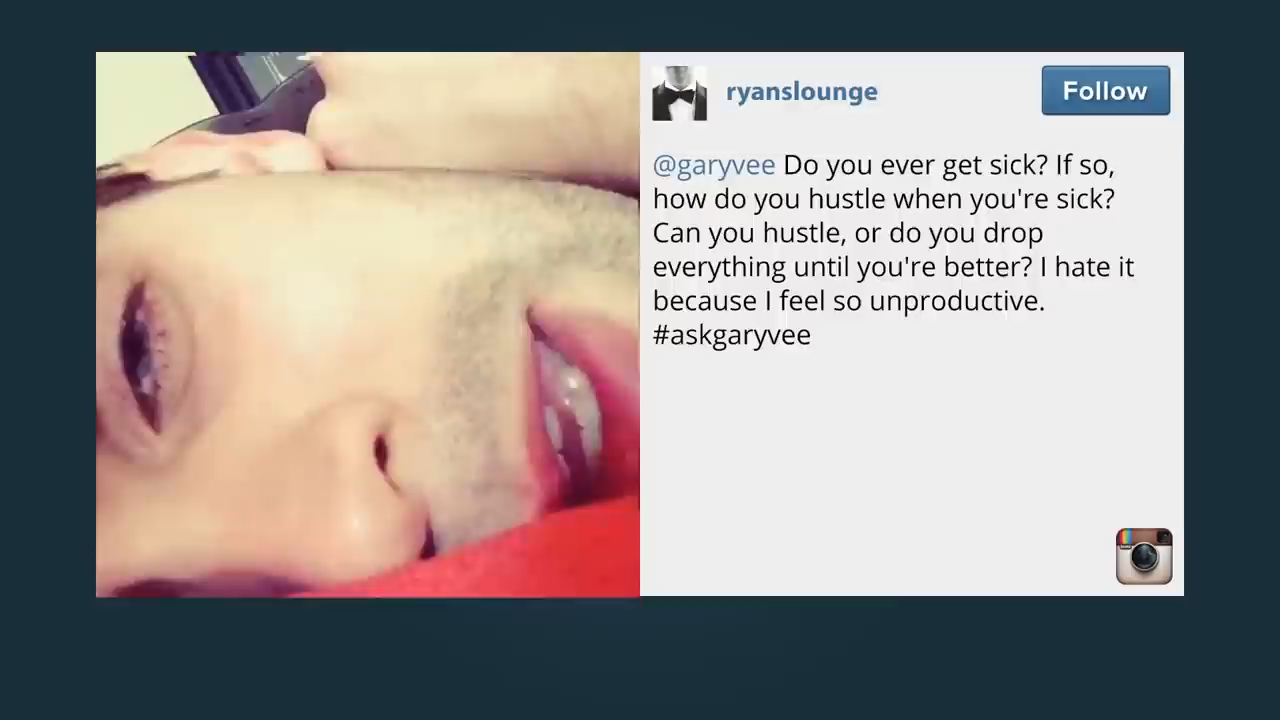 ryanslounge
Follow
@garyvee Do you ever get sick? If so,
how do you hustle when you're sick?
Can you hustle, or do you drop
everything until you're better? I hate it
because I feel so unproductive.
#askgaryvee